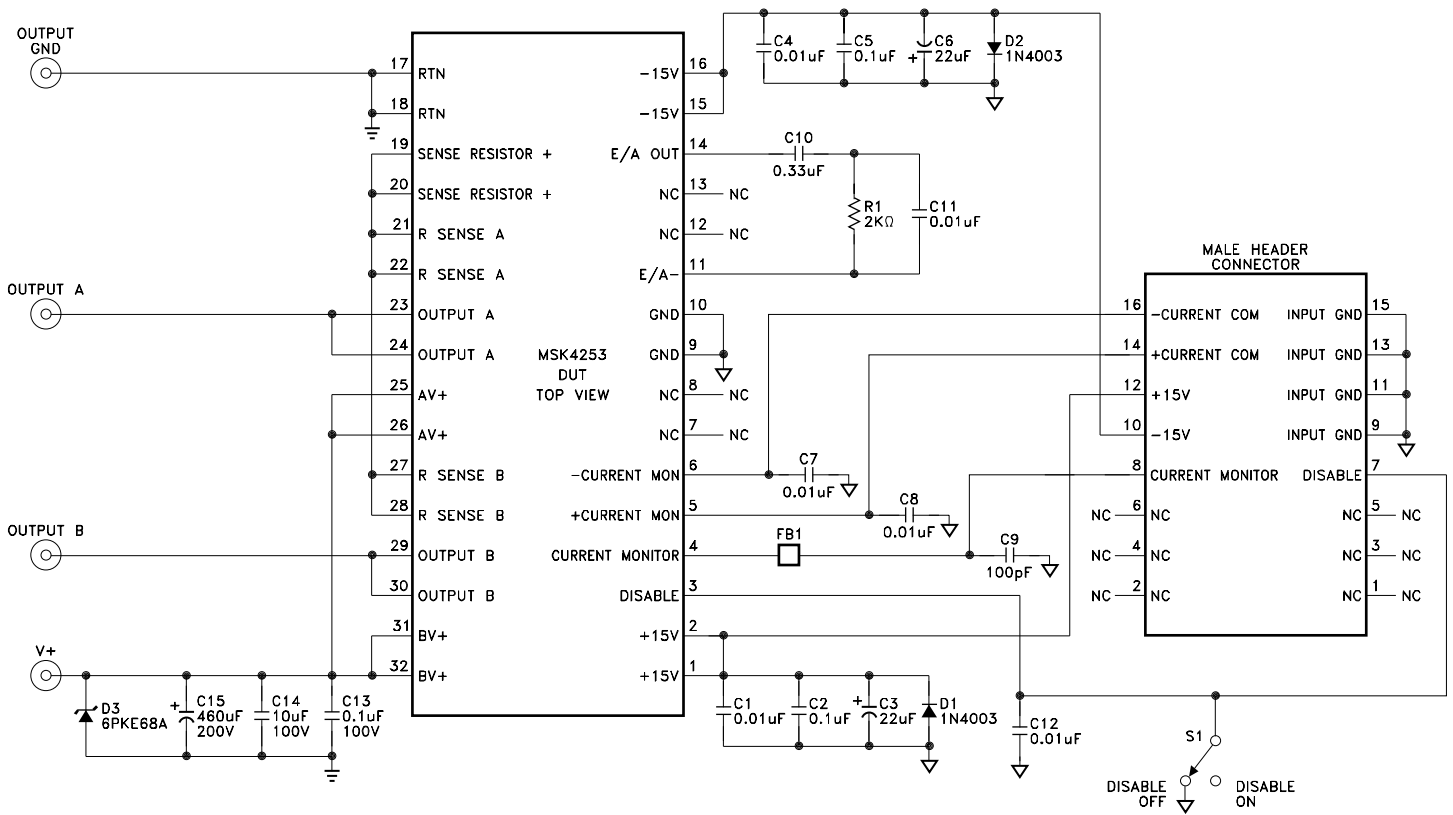 OUTPUT
GND
17 RTN
18 RTN
19 SENSE RESISTOR +
20 SENSE RESISTOR +
21 R SENSE A
22 R SENSE A
OUTPUT A
23 OUTPUT A
24 OUTPUT A
25 AV+
26 AV+
27 R SENSE B
28 R SENSE B
OUTPUT B
29 OUTPUT B
30 OUTPUT B
31 BV+
V+
32 BV+
MSK4253
DUT
TOP VIEW
-15V 16
-15V 15
E/A OUT 14
NC 13 NC
NC 12 NC
E/A- 11
GND 10
GND 9
NC 8 NC
NC 7 NC
-CURRENT MON 6
+CURRENT MON 5
CURRENT MONITOR 4
DISABLE 3
+15V 2
+15V 1
D3
6PKE68A
+ C15
460uF
200V
C14
10uF
100V
C13
0.1uF
100V
C4
0.01uF
C5
0.1uF
C6
+ 22uF
D2
1N4003
C10
0.33uF
R1
2KΩ
C11
0.01uF
C7
0.01uF
C8
0.01uF
FB1
C9
100pF
C1
0.01uF
C2
0.1uF
+ C3
22uF
D1
1N4003
C12
0.01uF
MALE HEADER
CONNECTOR
16 -CURRENT COM INPUT GND 15
14 +CURRENT COM INPUT GND 13
12 +15V INPUT GND 11
10 -15V INPUT GND 9
8 CURRENT MONITOR DISABLE 7
NC 6 NC NC 5 NC
NC 4 NC NC 3 NC
NC 2 NC NC 1 NC
S1
DISABLE
OFF
DISABLE
ON